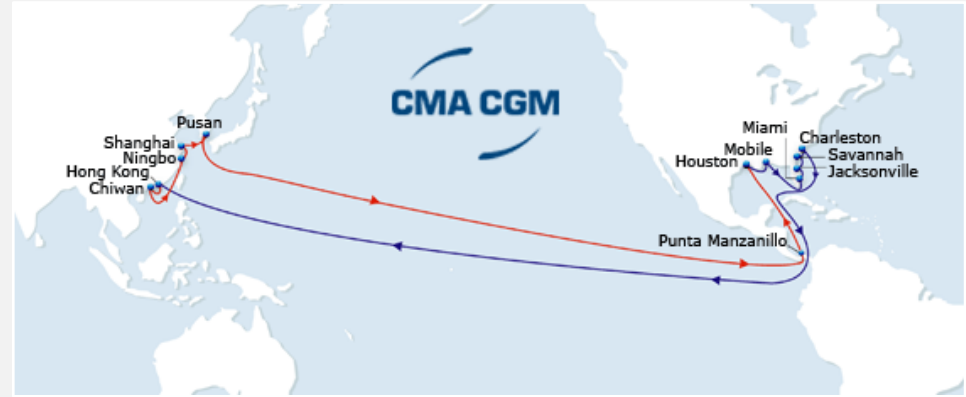 CMA CGM
Pusan
Shanghai
Ningbo
Hong Kong
Chiwan
Miami
Charleston
Mobile
Savannah
Houston
Jacksonville
Punta Manzanillo